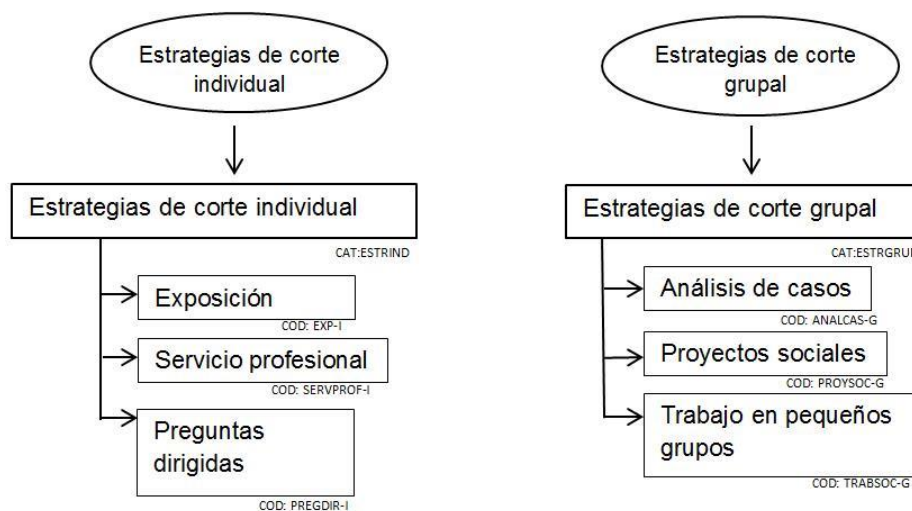 Estrategias de corte
individual
Estrategias de corte individual
CAT:ESTRIND
Exposición
COD: EXP-I
Servicio profesional
COD: SERVPROF-I
Preguntas
dirigidas
COD: PREGDIR-I
Estrategias de corte
grupal
Estrategias de corte grupal
CAT:ESTRGRUP
Análisis de casos
COD: ANALCAS-G
Proyectos sociales
COD: PROYSOC-G
Trabajo en pequeños
grupos
COD: TRABSOC-G